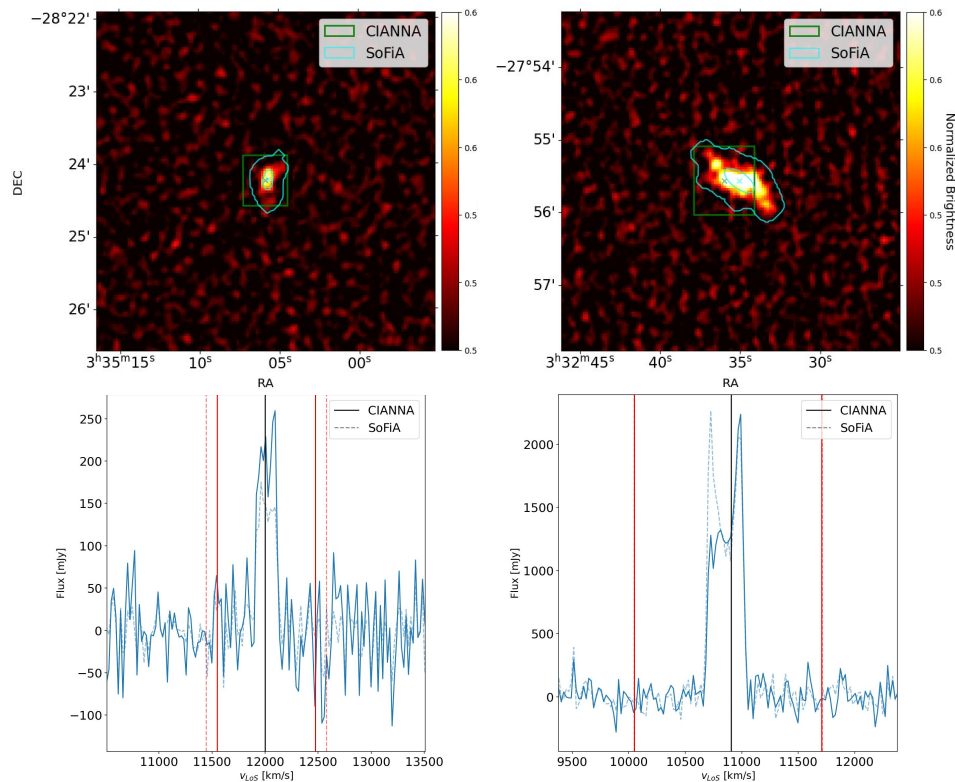 −28°22'
23'
24'
25'
26'
DEC
3ʰ35ᵐ15ˢ
10ˢ
05ˢ
00ˢ
RA
CIANNA
SoFiA
0.6
0.6
0.6
0.5
0.5
0.5
−27°54'
55'
56'
57'
3ʰ32ᵐ45ˢ
40ˢ
35ˢ
30ˢ
RA
CIANNA
SoFiA
0.6
0.6
0.6
0.5
0.5
0.5
Normalized Brightness
250
200
150
100
50
0
−50
−100
Flux [mJy]
11000
11500
12000
12500
13000
13500
v_LoS [km/s]
CIANNA
SoFiA
2000
1500
1000
500
0
Flux [mJy]
9500
10000
10500
11000
11500
12000
v_LoS [km/s]
CIANNA
SoFiA